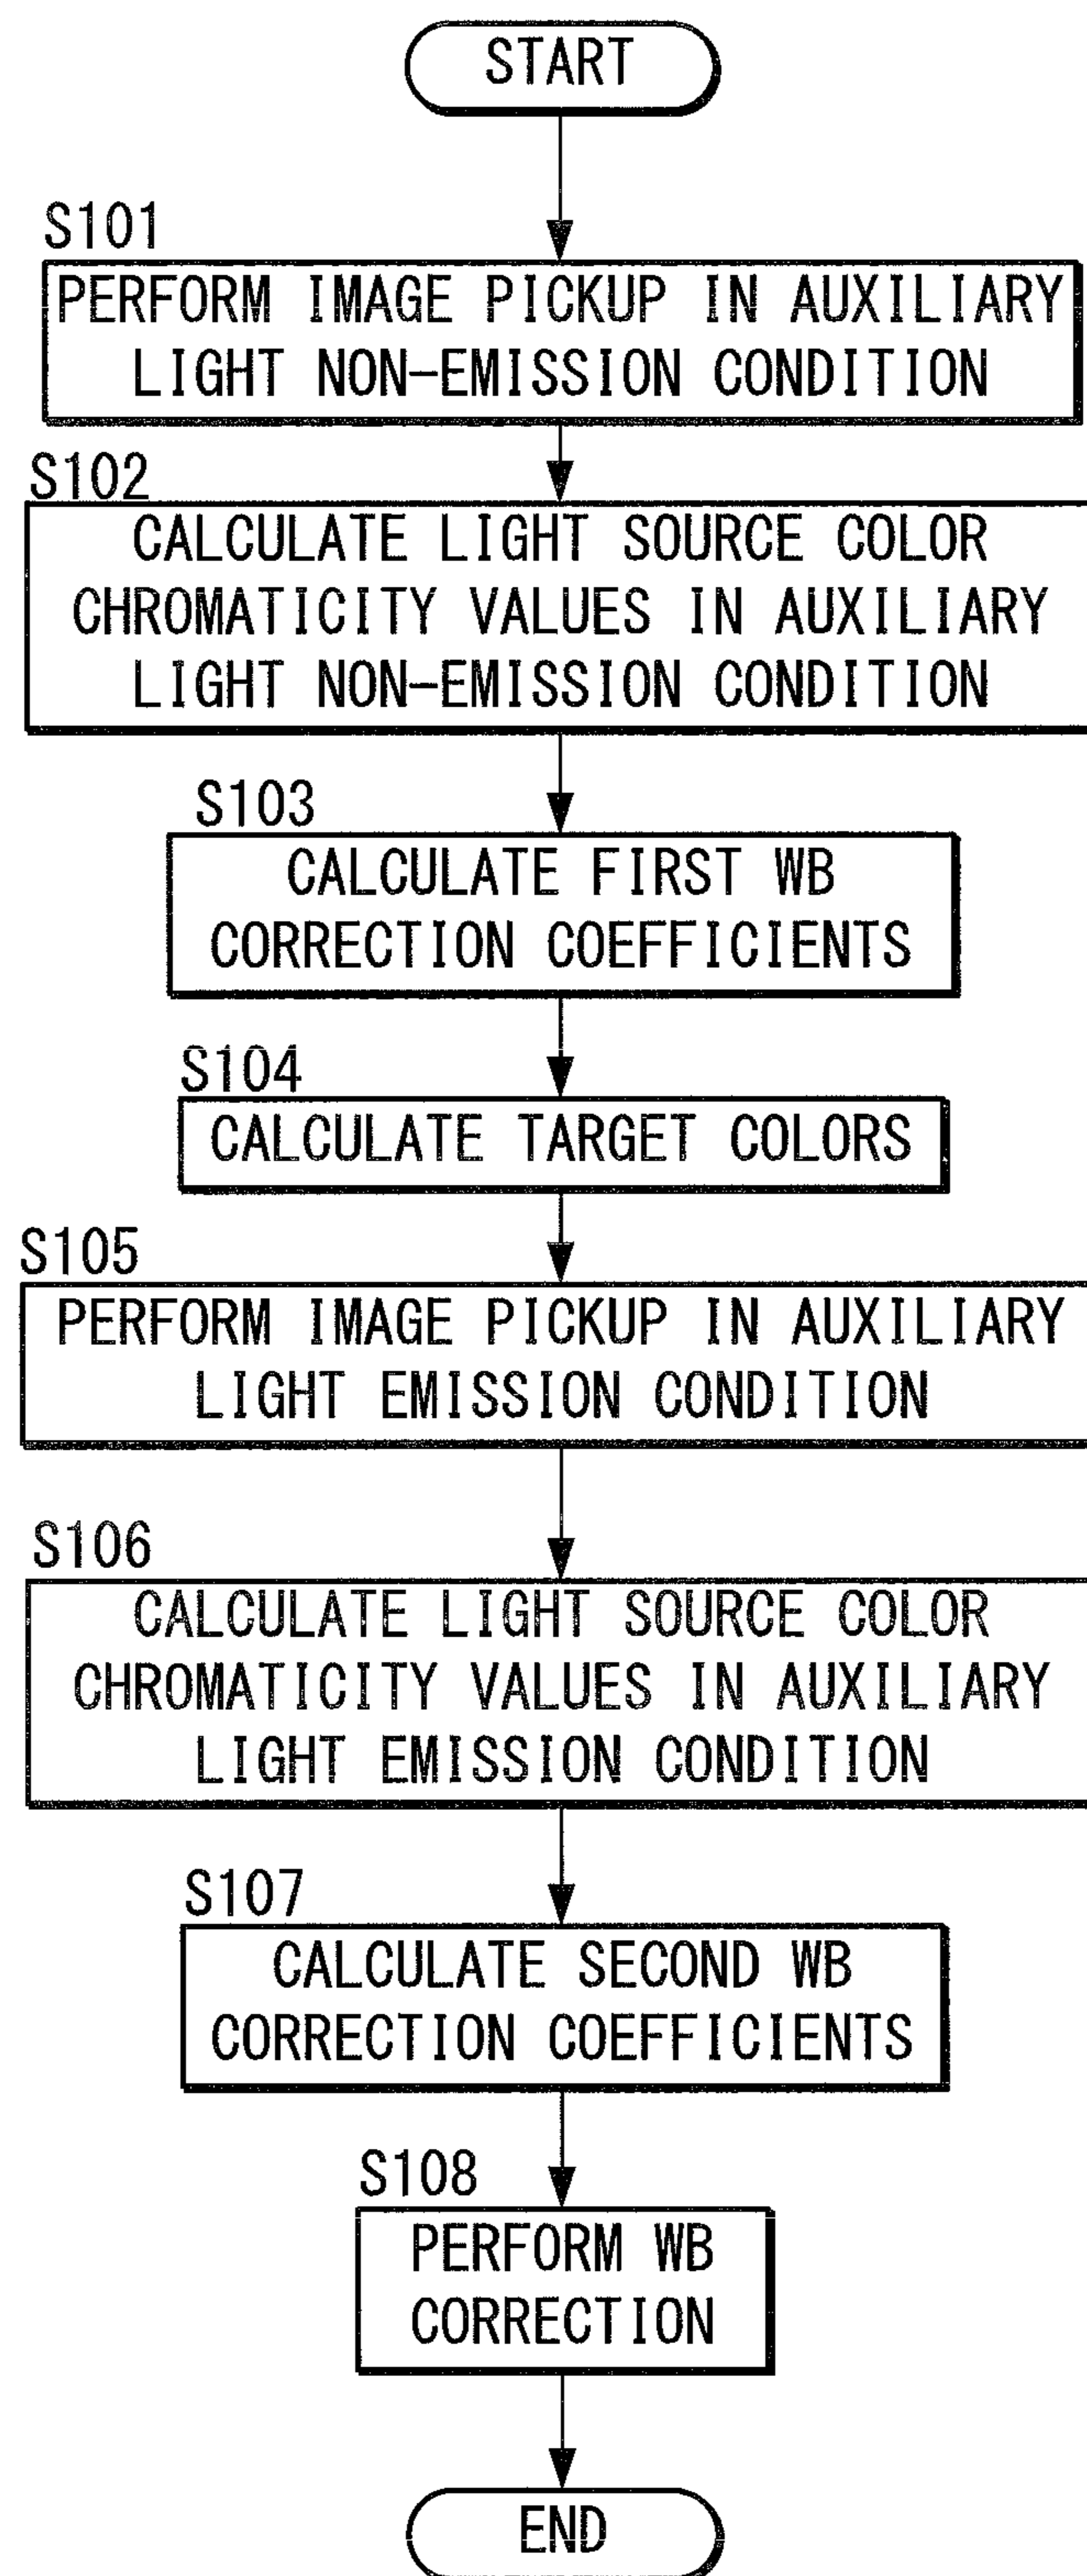 START
S101
PERFORM IMAGE PICKUP IN AUXILIARY
LIGHT NON-EMISSION CONDITION
S102
CALCULATE LIGHT SOURCE COLOR
CHROMATICITY VALUES IN AUXILIARY
LIGHT NON-EMISSION CONDITION
S103
CALCULATE FIRST WB
CORRECTION COEFFICIENTS
S104
CALCULATE TARGET COLORS
S105
PERFORM IMAGE PICKUP IN AUXILIARY
LIGHT EMISSION CONDITION
S106
CALCULATE LIGHT SOURCE COLOR
CHROMATICITY VALUES IN AUXILIARY
LIGHT EMISSION CONDITION
S107
CALCULATE SECOND WB
CORRECTION COEFFICIENTS
S108
PERFORM WB
CORRECTION
END